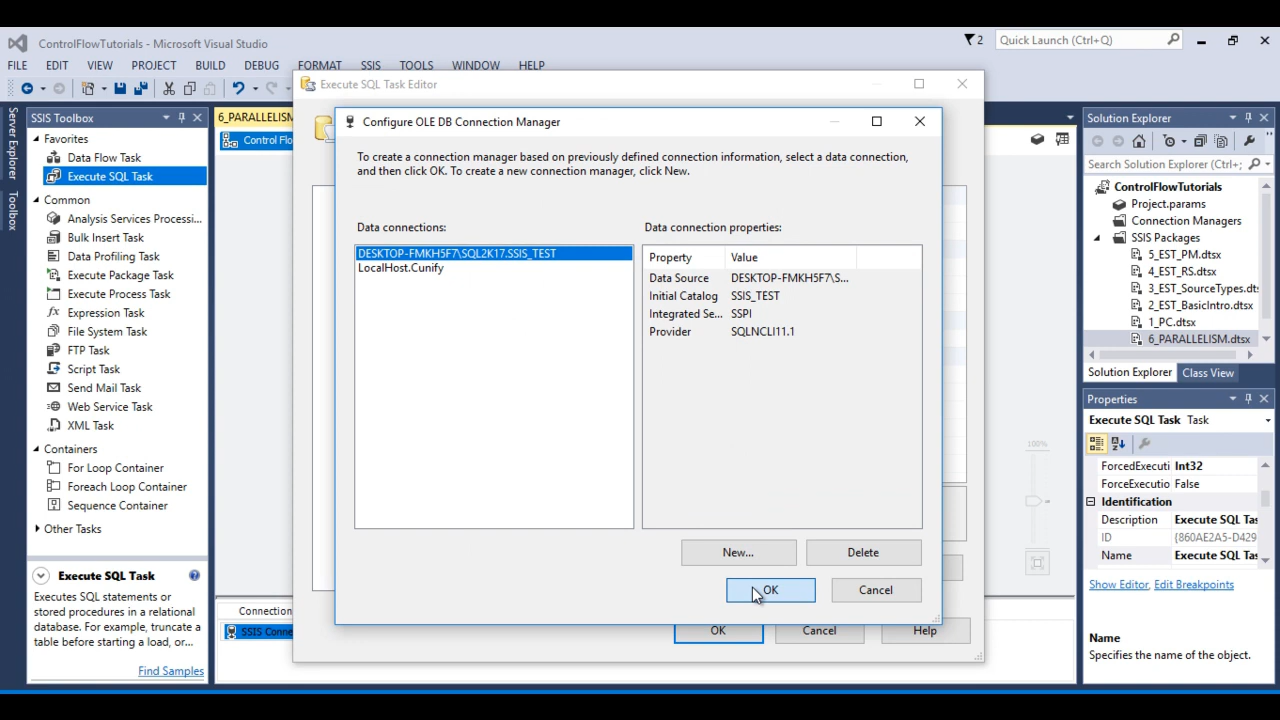 ControlFlowTutorials - Microsoft Visual Studio
2
Quick Launch (Ctrl+Q)
FILE EDIT VIEW PROJECT BUILD DEBUG FORMAT SSIS TOOLS WINDOW HELP
Server Explorer
Toolbox
SSIS Toolbox
Favorites
Data Flow Task
Execute SQL Task
Common
Analysis Services Processi...
Bulk Insert Task
Data Profiling Task
Execute Package Task
Execute Process Task
Expression Task
File System Task
FTP Task
Script Task
Send Mail Task
Web Service Task
XML Task
Containers
For Loop Container
Foreach Loop Container
Sequence Container
Other Tasks
Execute SQL Task
Executes SQL statements or
stored procedures in a relational
database. For example, truncate a
table before starting a load, or...
Find Samples
6_PARALLELISM
Control Flo
Connection
SSIS Conne
Execute SQL Task Editor
OK Cancel Help
Configure OLE DB Connection Manager
To create a connection manager based on previously defined connection information, select a data connection,
and then click OK. To create a new connection manager, click New.
Data connections:
DESKTOP-FMKH5F7\SQL2K17.SSIS_TEST
LocalHost.Cunify
Data connection properties:
Property Value
Data Source DESKTOP-FMKH5F7\S...
Initial Catalog SSIS_TEST
Integrated Se... SSPI
Provider SQLNCLI11.1
New... Delete
OK Cancel
100%
Solution Explorer
Search Solution Explorer (Ctrl+;
ControlFlowTutorials
Project.params
Connection Managers
SSIS Packages
5_EST_PM.dtsx
4_EST_RS.dtsx
3_EST_SourceTypes.dts
2_EST_BasicIntro.dtsx
1_PC.dtsx
6_PARALLELISM.dtsx
Solution Explorer Class View
Properties
Execute SQL Task Task
ForcedExecuti Int32
ForceExecutio False
Identification
Description Execute SQL Tas
ID {860AE2A5-D429
Name Execute SQL Tas
Show Editor, Edit Breakpoints
Name
Specifies the name of the object.